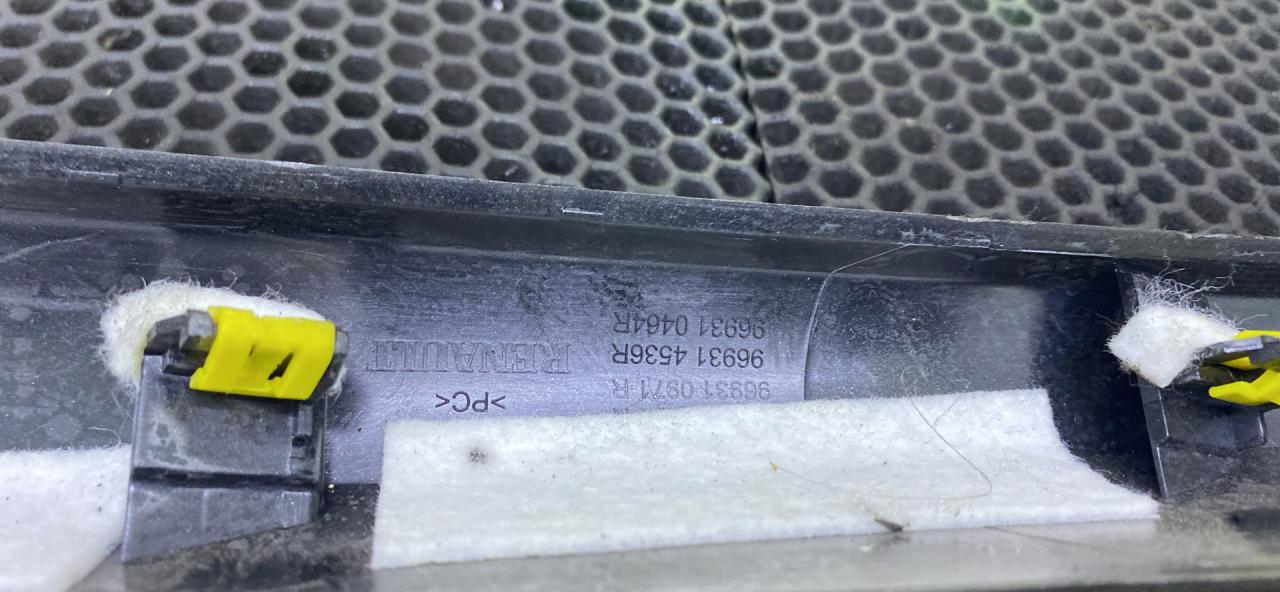 >PC<
RENAULT
96931 0971 R
96931 4536R
96931 0464R